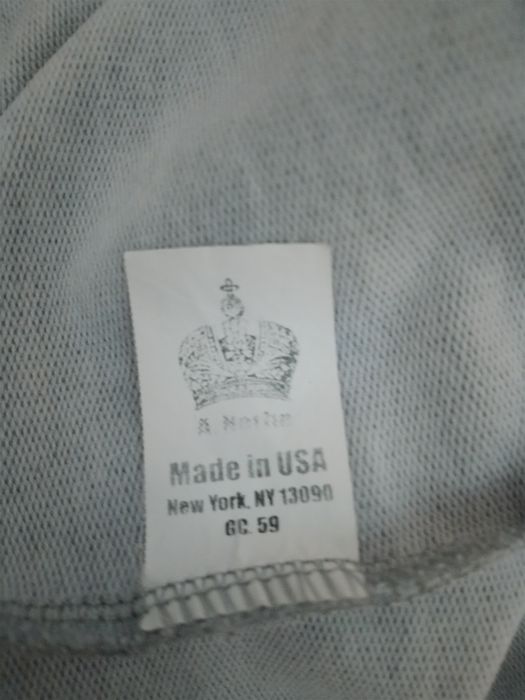 Made in USA
New York, NY 13090
GC. 59